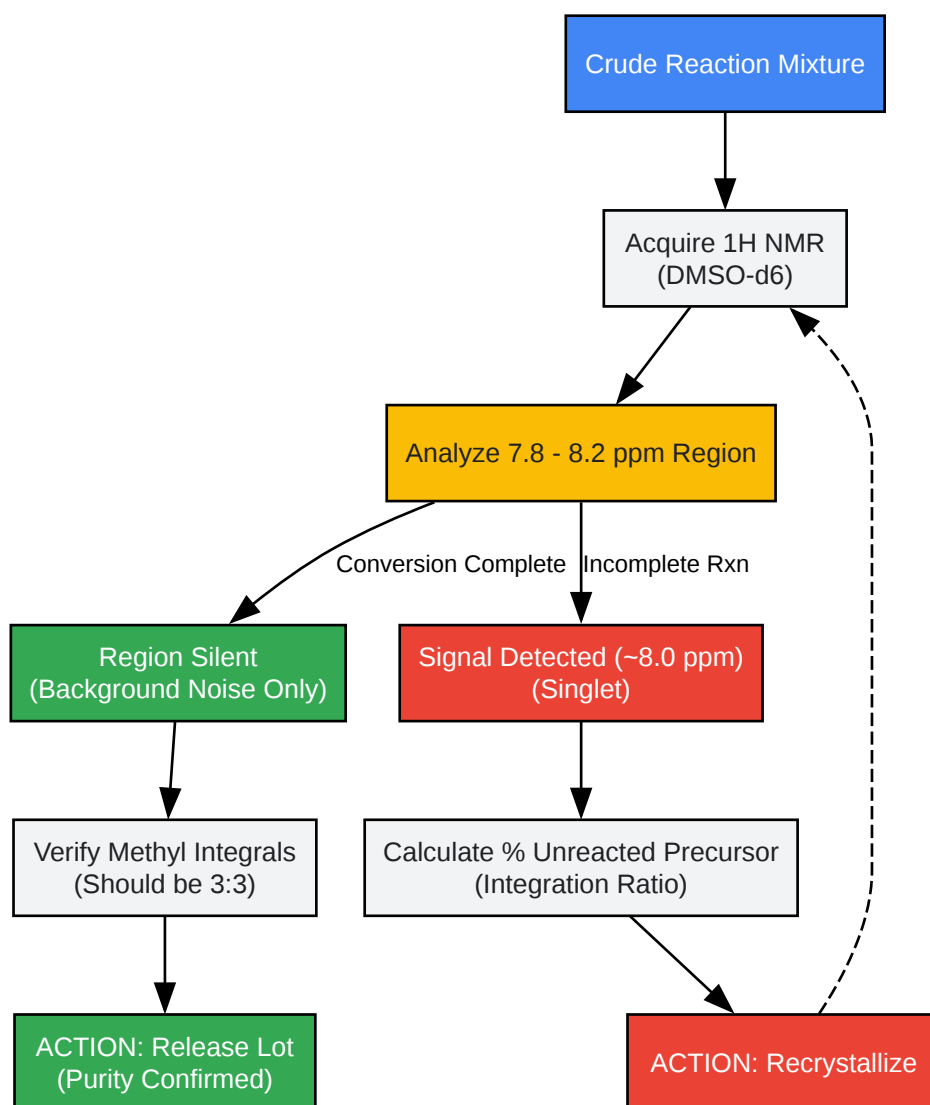 Crude Reaction Mixture
Acquire 1H NMR
(DMSO-d6)
Analyze 7.8 - 8.2 ppm Region
Conversion Complete
Incomplete Rxn
Region Silent
(Background Noise Only)
Signal Detected (~8.0 ppm)
(Singlet)
Verify Methyl Integrals
(Should be 3:3)
Calculate % Unreacted Precursor
(Integration Ratio)
ACTION: Release Lot
(Purity Confirmed)
ACTION: Recrystallize